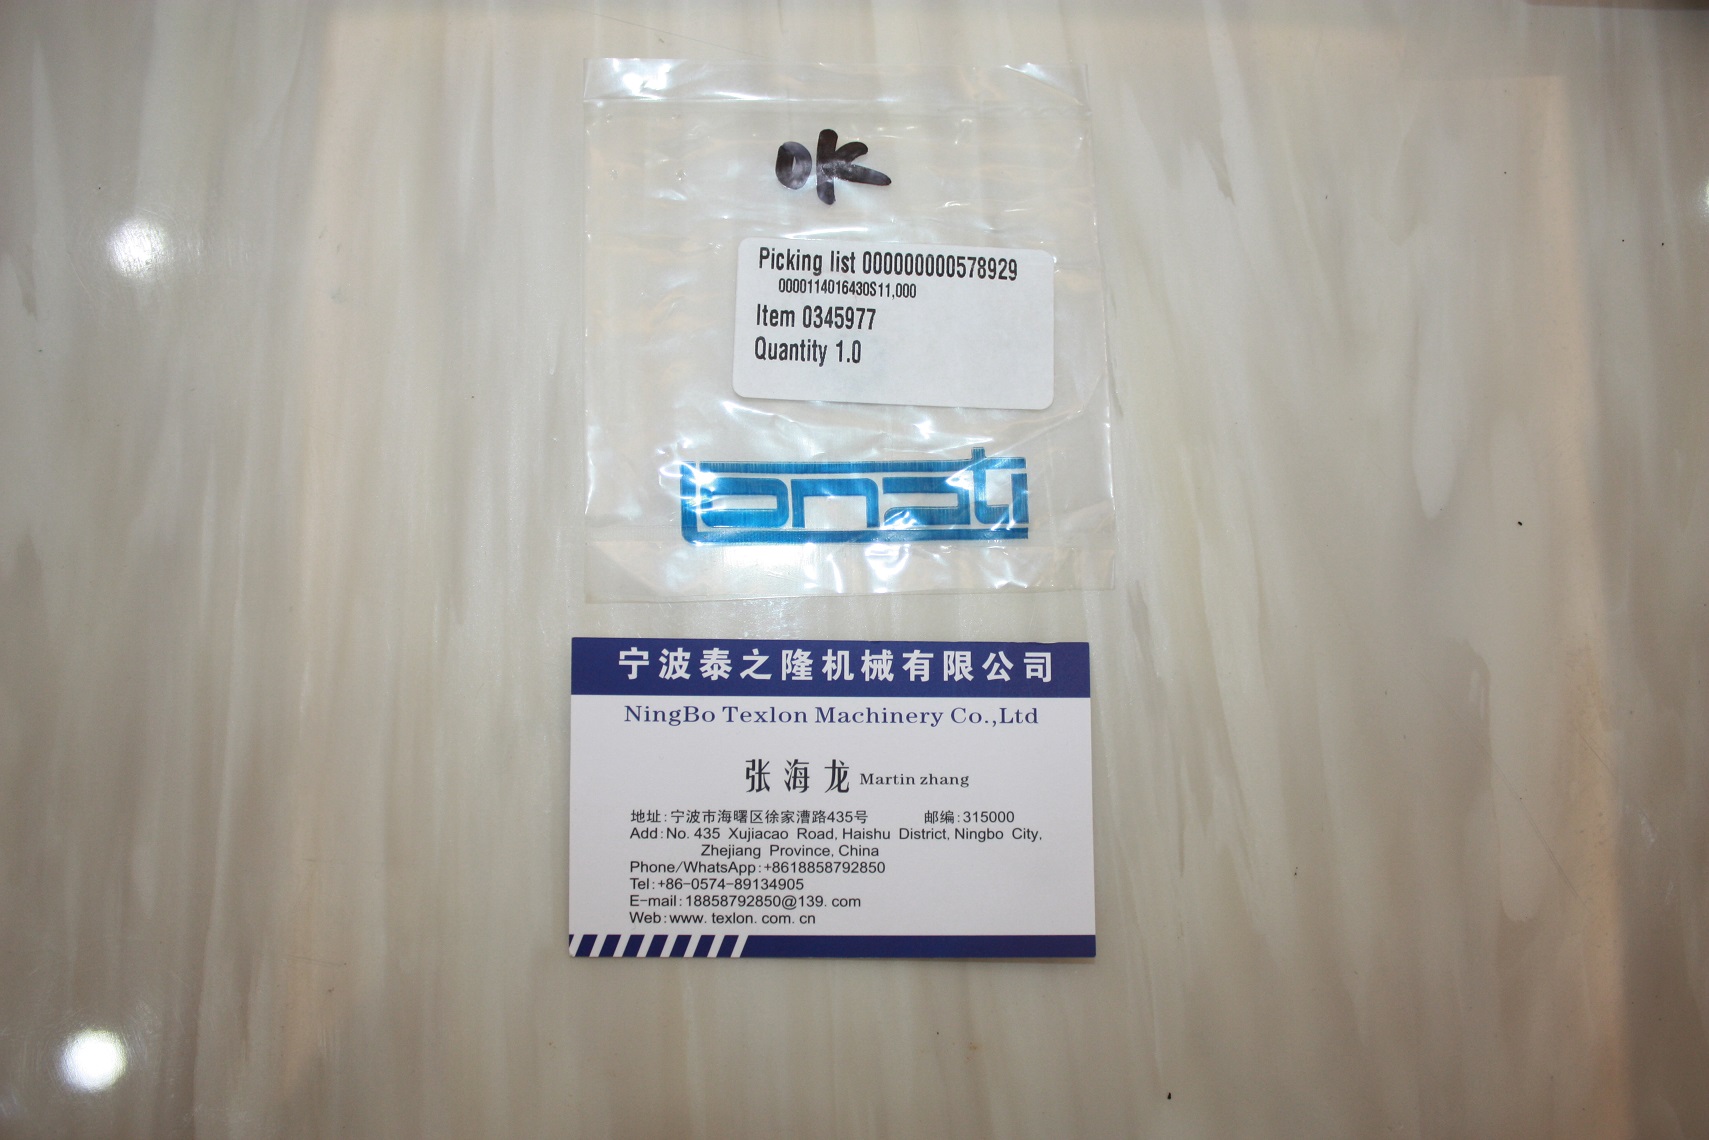 OK
Picking list 000000000578929
0000114016430S11,000
Item 0345977
Quantity 1.0
Lonati
宁波泰之隆机械有限公司
NingBo Texlon Machinery Co.,Ltd
张海龙 Martin zhang
地址:宁波市海曙区徐家漕路435号 邮编:315000
Add:No. 435 Xujiacao Road, Haishu District, Ningbo City,
Zhejiang Province, China
Phone/WhatsApp:+8618858792850
Tel:+86-0574-89134905
E-mail:18858792850@139. com
Web:www. texlon. com. cn